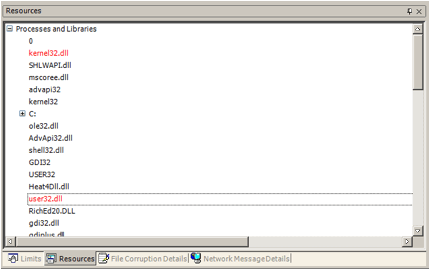 Resources
Processes and Libraries
0
kernel32.dll
SHLWAPI.dll
mscoree.dll
advapi32
kernel32
C:
ole32.dll
AdvApi32.dll
shell32.dll
GDI32
USER32
Heat4Dll.dll
user32.dll
RichEd20.DLL
gdi32.dll
gdiplus.dll
Limits Resources File Corruption Details Network MessageDetails